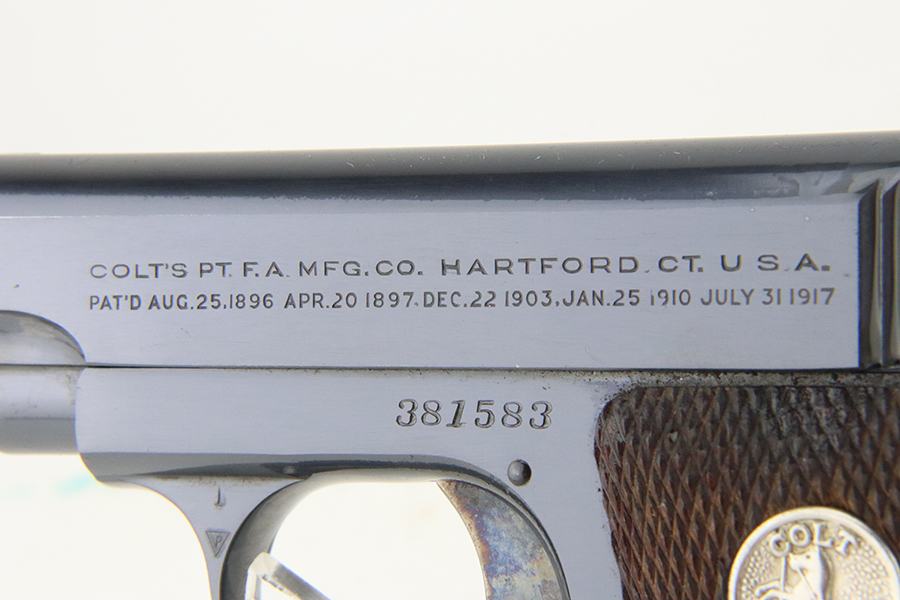 COLT'S PT. F. A. MFG. CO. HARTFORD. CT. U S. A.
PAT'D AUG. 25. 1896 APR. 20 1897. DEC. 22 1903, JAN. 25 1910 JULY 31 1917
381583
P
COLT